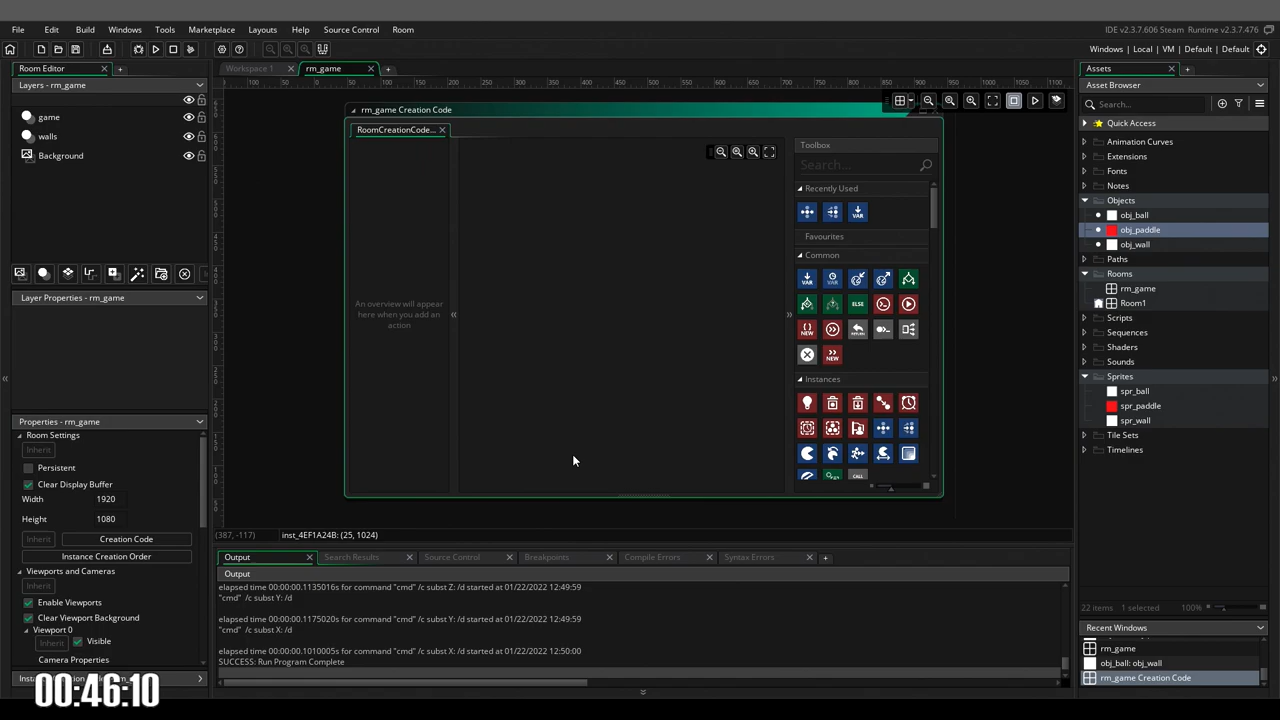 File Edit Build Windows Tools Marketplace Layouts Help Source Control Room
IDE v2.3.7.606 Steam Runtime v2.3.7.476
Windows | Local | VM | Default | Default
Room Editor
Layers - rm_game
game
walls
Background
Layer Properties - rm_game
Properties - rm_game
Room Settings
Inherit
Persistent
Clear Display Buffer
Width 1920
Height 1080
Inherit Creation Code
Instance Creation Order
Viewports and Cameras
Inherit
Enable Viewports
Clear Viewport Background
Viewport 0
Inherit Visible
Camera Properties
00:46:10
Workspace 1
rm_game
rm_game Creation Code
RoomCreationCode...
An overview will appear
here when you add an
action
Toolbox
Search...
Recently Used
VAR
Favourites
Common
VAR VAR
ELSE
NEW RETURN
NEW
Instances
CALL
(387, -117) inst_4EF1A24B: (25, 1024)
Output Search Results Source Control Breakpoints Compile Errors Syntax Errors
Output
elapsed time 00:00:00.1135016s for command "cmd" /c subst Z: /d started at 01/22/2022 12:49:59
"cmd" /c subst Y: /d
elapsed time 00:00:00.1175020s for command "cmd" /c subst Y: /d started at 01/22/2022 12:49:59
"cmd" /c subst X: /d
elapsed time 00:00:00.1010005s for command "cmd" /c subst X: /d started at 01/22/2022 12:50:00
SUCCESS: Run Program Complete
Assets
Asset Browser
Search...
Quick Access
Animation Curves
Extensions
Fonts
Notes
Objects
obj_ball
obj_paddle
obj_wall
Paths
Rooms
rm_game
Room1
Scripts
Sequences
Shaders
Sounds
Sprites
spr_ball
spr_paddle
spr_wall
Tile Sets
Timelines
22 items 1 selected 100%
Recent Windows
rm_game
obj_ball: obj_wall
rm_game Creation Code